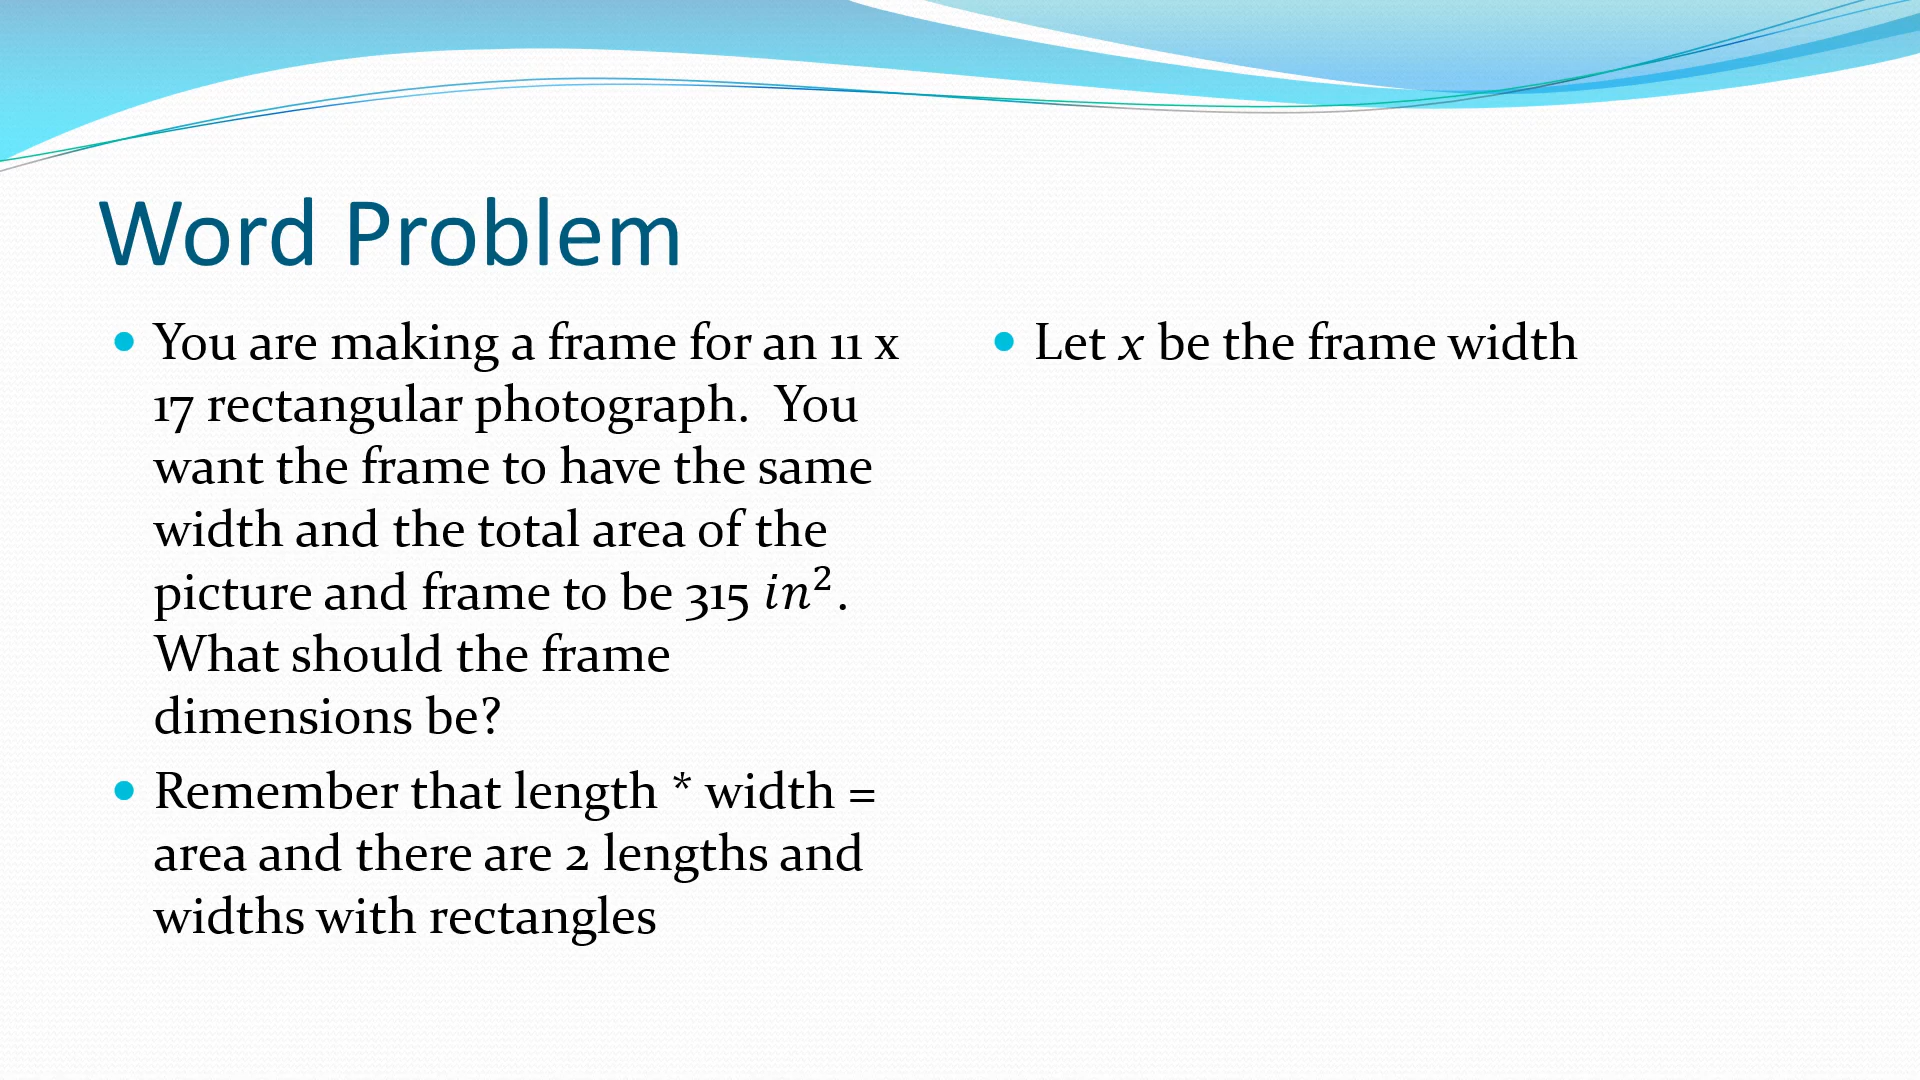 Word Problem
• You are making a frame for an 11 x
17 rectangular photograph.  You
want the frame to have the same
width and the total area of the
picture and frame to be 315 in².
What should the frame
dimensions be?
• Remember that length * width =
area and there are 2 lengths and
widths with rectangles
• Let x be the frame width